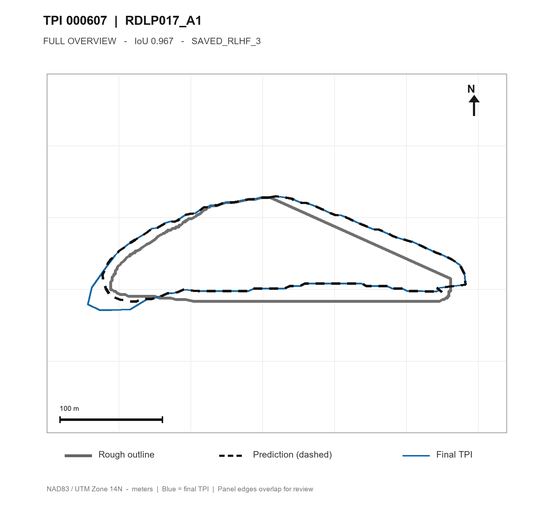 TPI 000607 | RDLP017_A1
FULL OVERVIEW - IoU 0.967 - SAVED_RLHF_3
N
100 m
Rough outline Prediction (dashed) Final TPI
NAD83 / UTM Zone 14N - meters | Blue = final TPI | Panel edges overlap for review